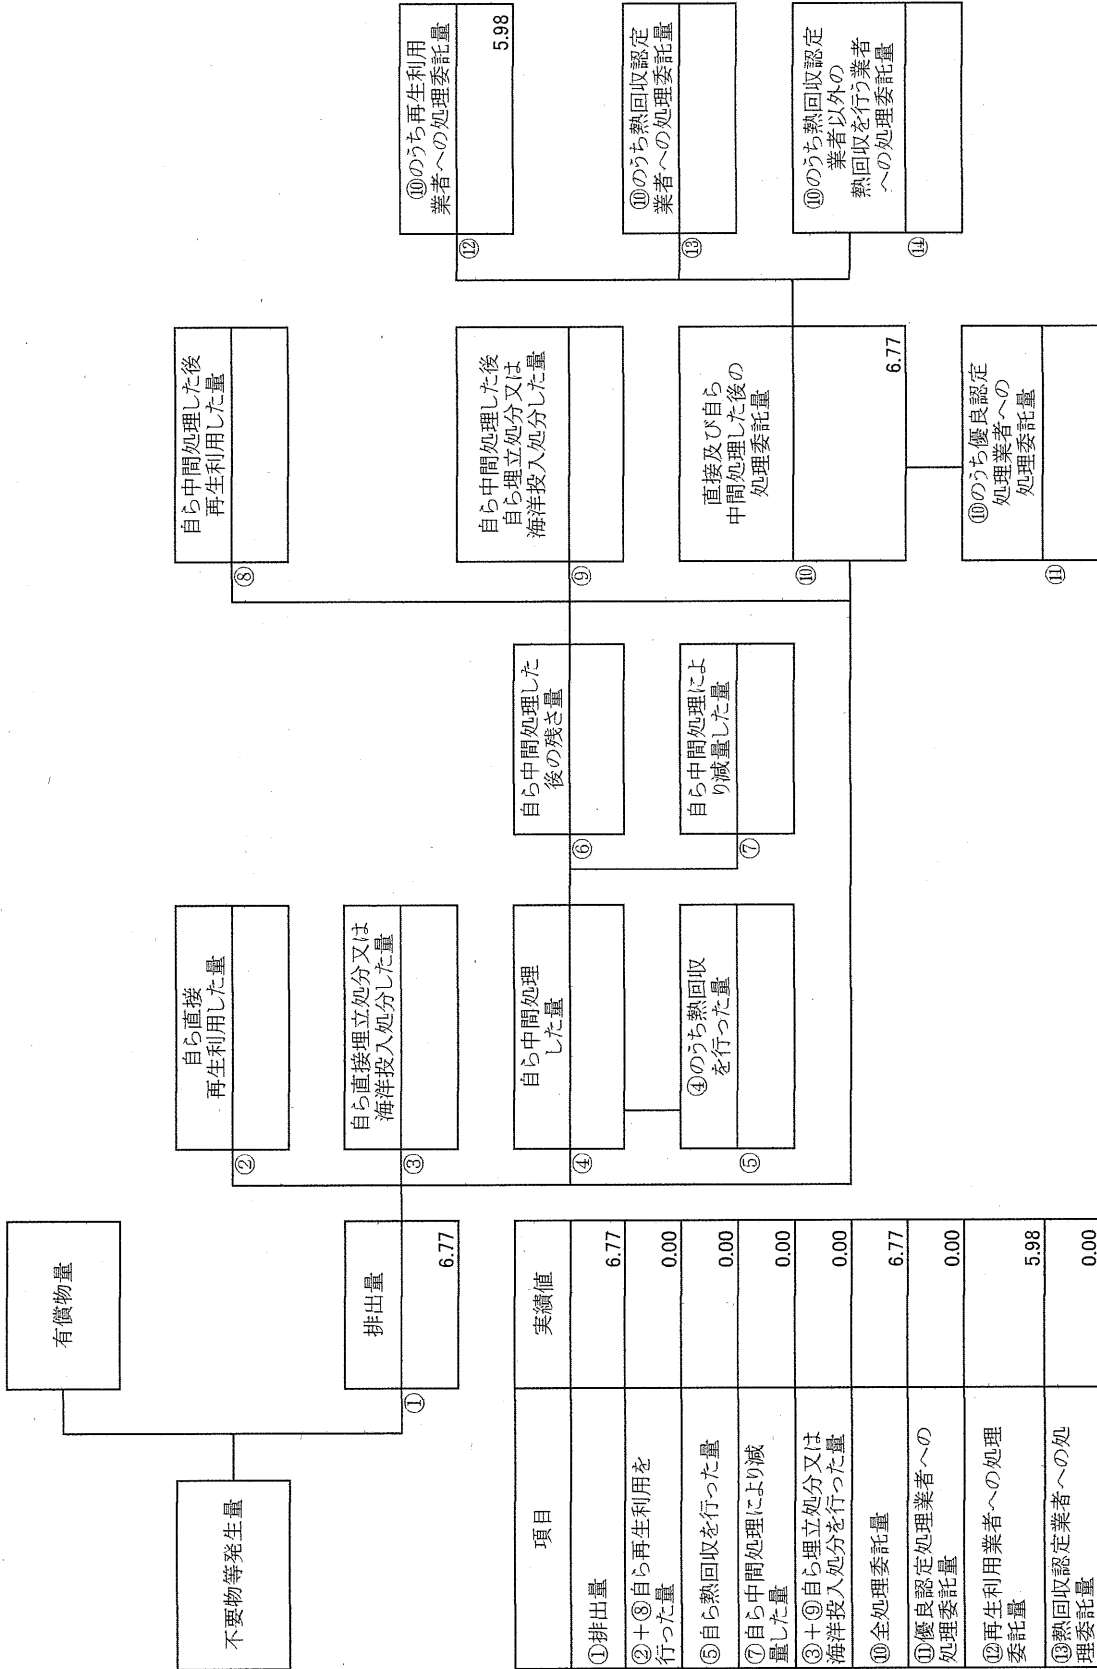 不要物等発生量
有償物量
排出量
①
6.77
②
自ら直接
再生利用した量
③
自ら直接埋立処分又は
海洋投入処分した量
④
自ら中間処理
した量
⑤
④のうち熱回収
を行った量
⑥
自ら中間処理した
後の残さ量
⑦
自ら中間処理によ
り減量した量
⑧
自ら中間処理した後
再生利用した量
⑨
自ら中間処理した後
自ら埋立処分又は
海洋投入処分した量
⑩
直接及び自ら
中間処理した後の
処理委託量
6.77
⑪
⑩のうち優良認定
処理業者への
処理委託量
⑫
⑩のうち再生利用
業者への処理委託量
5.98
⑬
⑩のうち熱回収認定
業者への処理委託量
⑭
⑩のうち熱回収認定
業者以外の
熱回収を行う業者
への処理委託量
項目 実績値
①排出量 6.77
②+⑧自ら再生利用を
行った量 0.00
⑤自ら熱回収を行った量 0.00
⑦自ら中間処理により減
量した量 0.00
③+⑨自ら埋立処分又は
海洋投入処分を行った量 0.00
⑩全処理委託量 6.77
⑪優良認定処理業者への
処理委託量 0.00
⑫再生利用業者への処理
委託量 5.98
⑬熱回収認定業者への処
理委託量 0.00